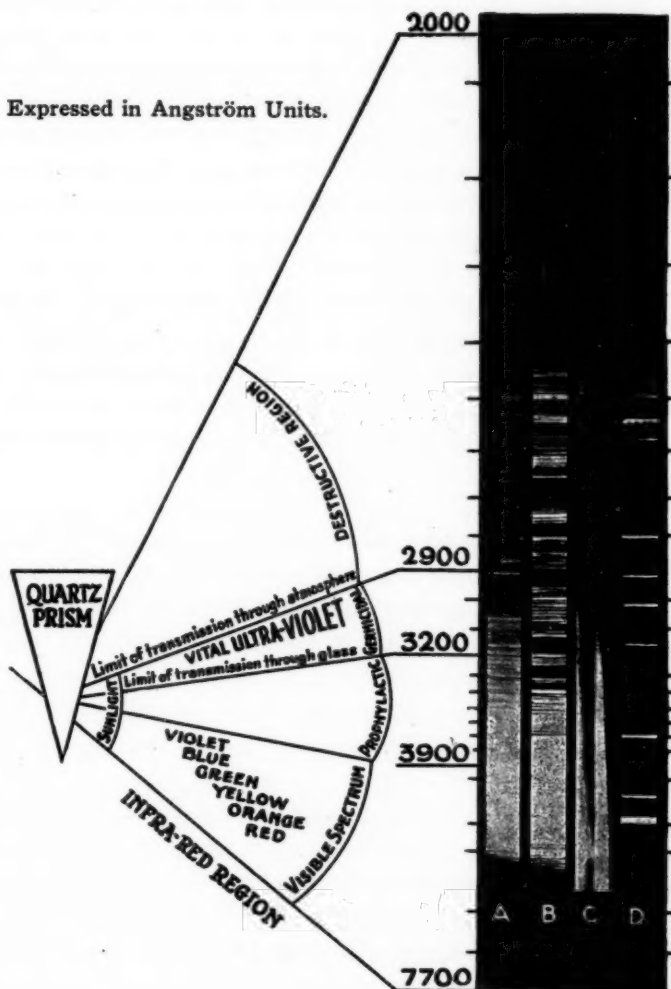 2000
Expressed in Angström Units.
DESTRUCTIVE REGION
2900
QUARTZ
PRISM
Limit of transmission through atmosphere
VITAL ULTRA-VIOLET
GERMICIDAL
Limit of transmission through glass
3200
SUNLIGHT
PROPHYLACTIC
VIOLET
BLUE
GREEN
YELLOW
ORANGE
RED
3900
VISIBLE SPECTRUM
INFRA-RED REGION
A B C D
7700